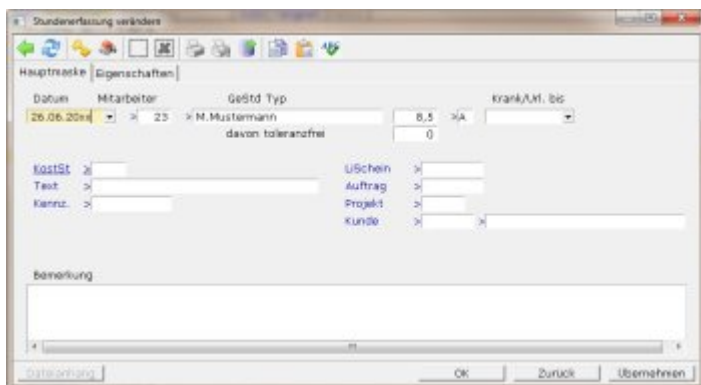 Stundenerfassung verändern
Hauptmaske Eigenschaften
Datum Mitarbeiter GeStd Typ Krank/Url. bis
26.06.20xx > 23 > M.Mustermann 8,5 >A
davon toleranzfrei 0
KostSt > LiSchein >
Text > Auftrag >
Kennz. > Projekt >
Kunde > >
Bemerkung
Dateianhang OK Zurück Übernehmen